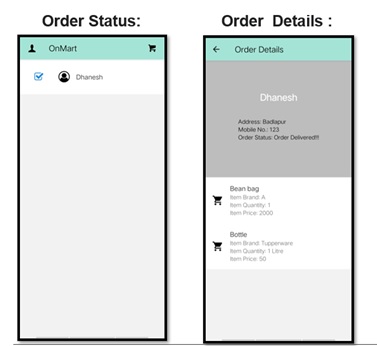 Order Status:
OnMart
Dhanesh
Order Details :
Order Details
Dhanesh
Address: Badlapur
Mobile No.: 123
Order Status: Order Delivered!!!
Bean bag
Item Brand: A
Item Quantity: 1
Item Price: 2000
Bottle
Item Brand: Tupperware
Item Quantity: 1 Litre
Item Price: 50